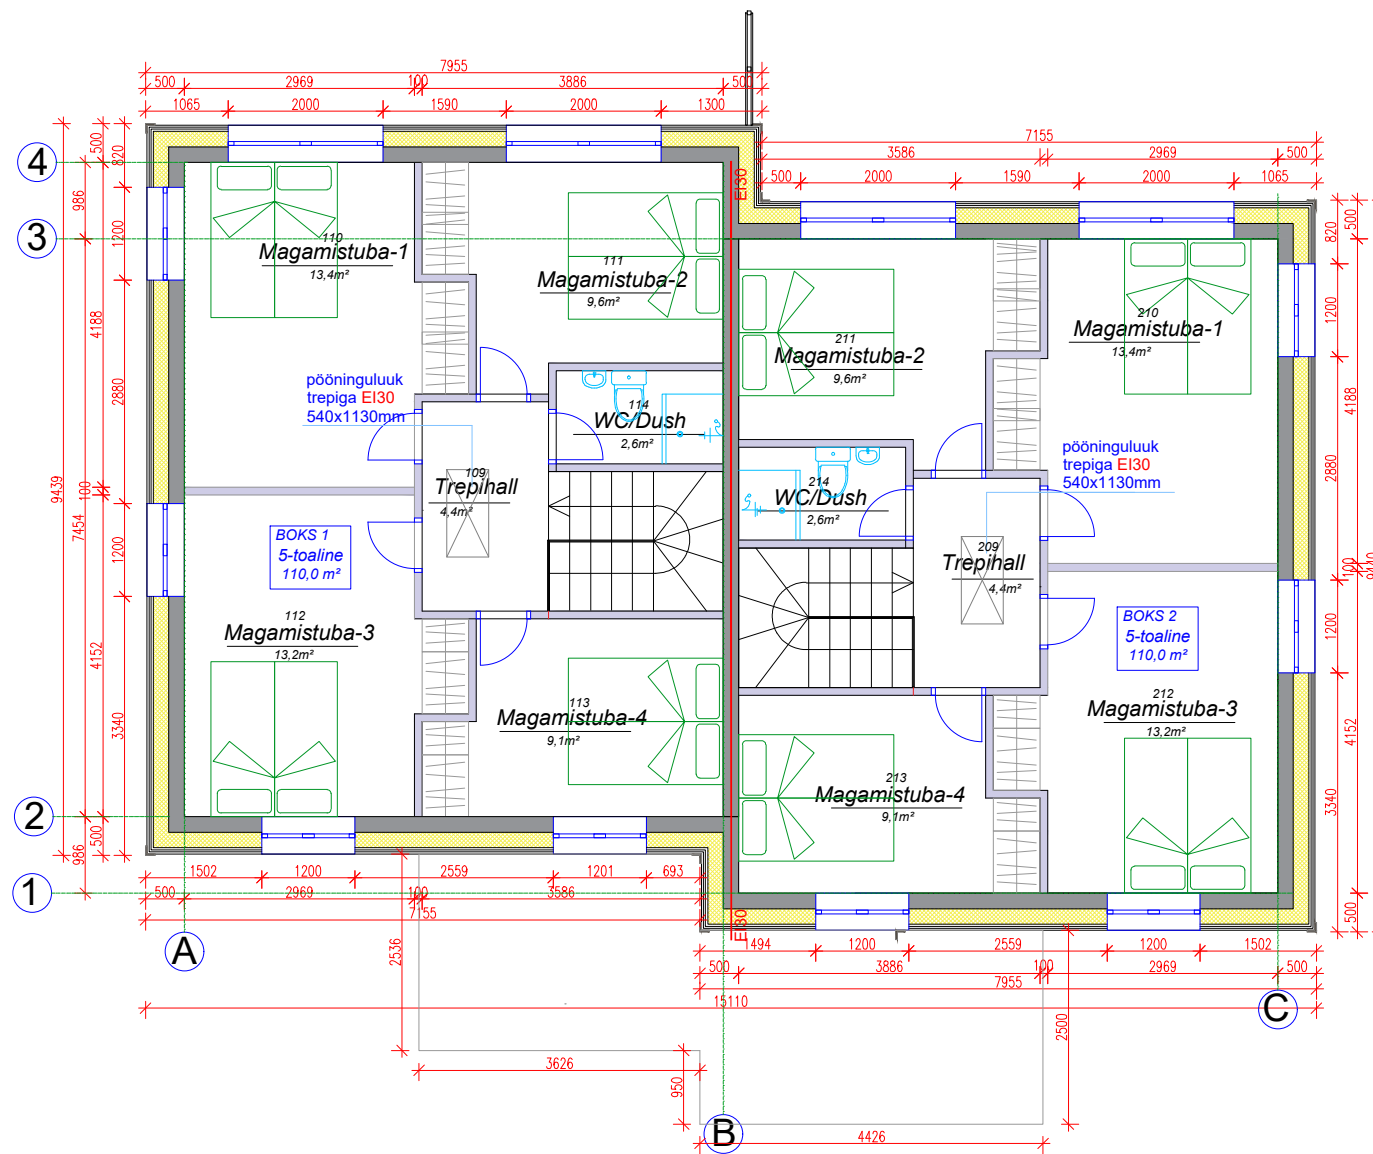 7955
500
2969
100
3886
500
1065
2000
1590
2000
1300
7155
3586
2969
500
500
2000
1590
2000
1065
4
3
2
1
A
B
C
986
4188
7454
9439
100
4152
986
500
820
1200
2880
1200
3340
500
EI30
110
Magamistuba-1
13,4m²
111
Magamistuba-2
9,6m²
pööninguluuk
trepiga EI30
540x1130mm
114
WC/Dush
2,6m²
109
Trepihall
4,4m²
BOKS 1
5-toaline
110,0 m²
112
Magamistuba-3
13,2m²
113
Magamistuba-4
9,1m²
211
Magamistuba-2
9,6m²
210
Magamistuba-1
13,4m²
pööninguluuk
trepiga EI30
540x1130mm
214
WC/Dush
2,6m²
209
Trepihall
4,4m²
BOKS 2
5-toaline
110,0 m²
212
Magamistuba-3
13,2m²
213
Magamistuba-4
9,1m²
EI30
820
500
1200
4188
2880
100
9440
1200
4152
3340
500
1502
1200
2559
1201
693
500
2969
100
3586
7155
1494
1200
2559
1200
1502
500
3886
100
2969
500
7955
15110
2536
2500
3626
950
4426